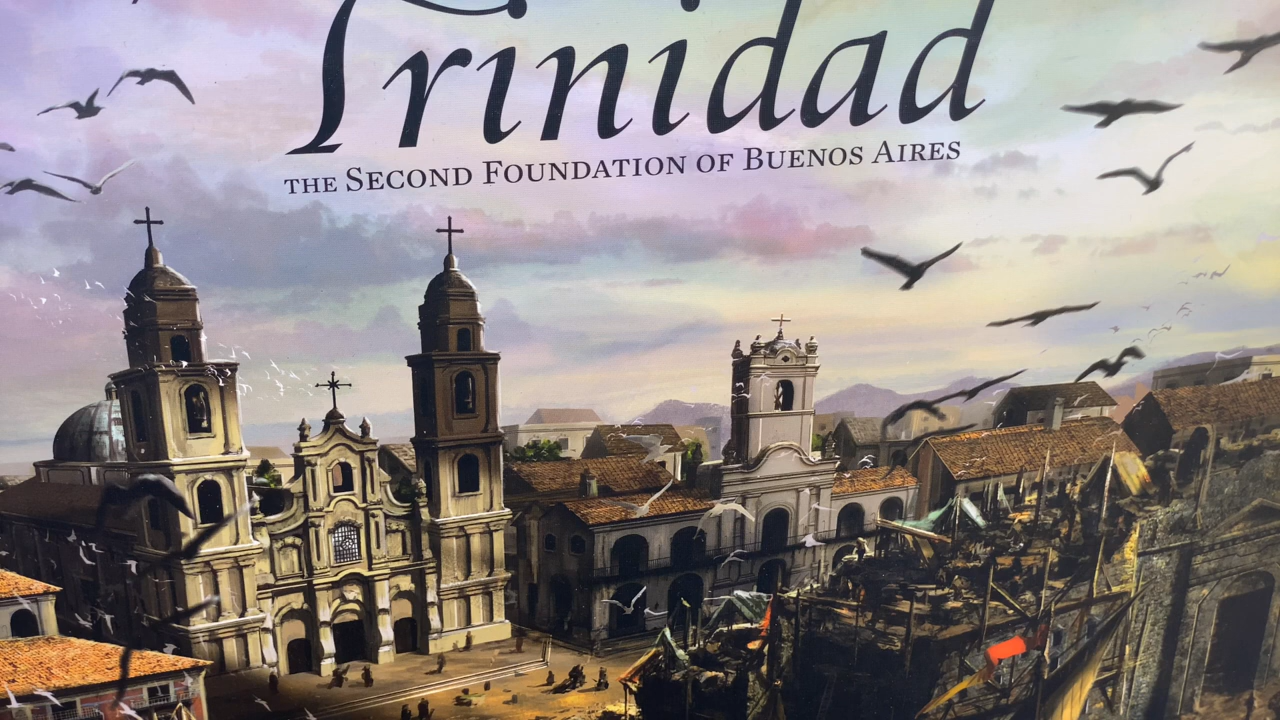 Trinidad
THE SECOND FOUNDATION OF BUENOS AIRES